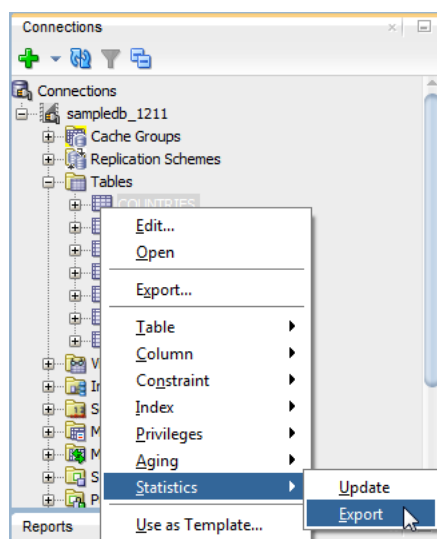 Connections
Connections
sampledb_1211
Cache Groups
Replication Schemes
Tables
COUNTRIES
Edit...
Open
Export...
Table
Column
Constraint
Index
Privileges
Aging
Statistics
Use as Template...
Update
Export
V
In
S
M
M
S
P
Reports